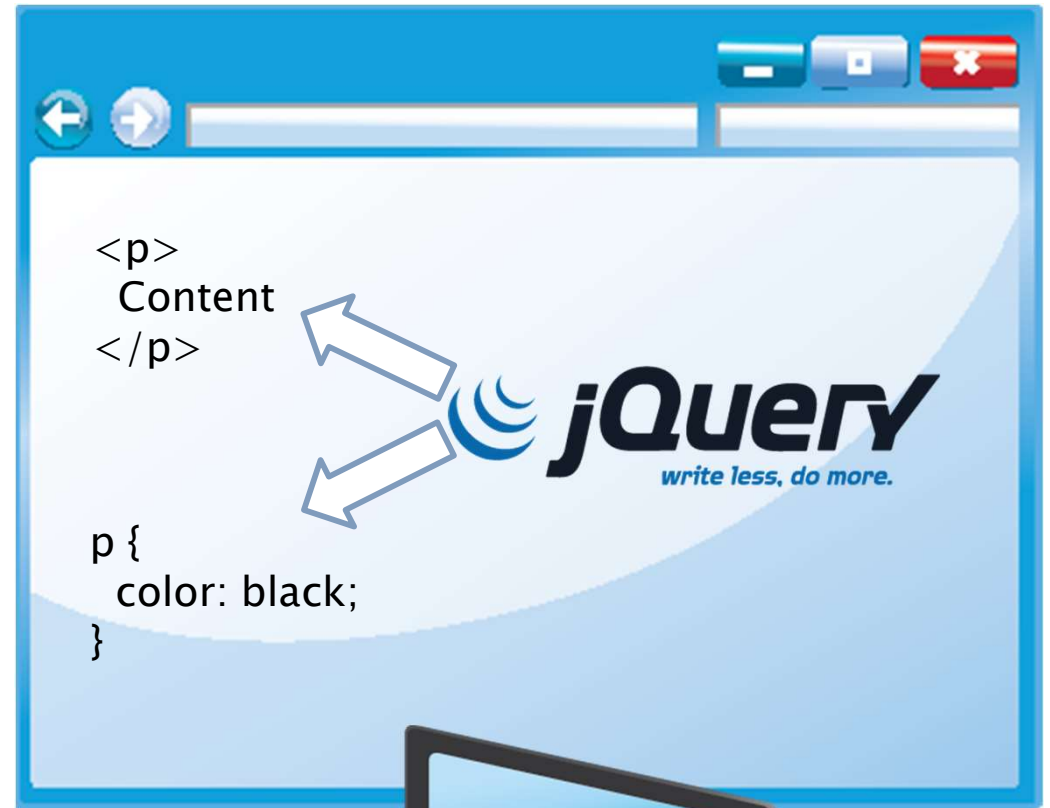 <p>
Content
</p>
jQuery
write less, do more.
p {
color: black;
}